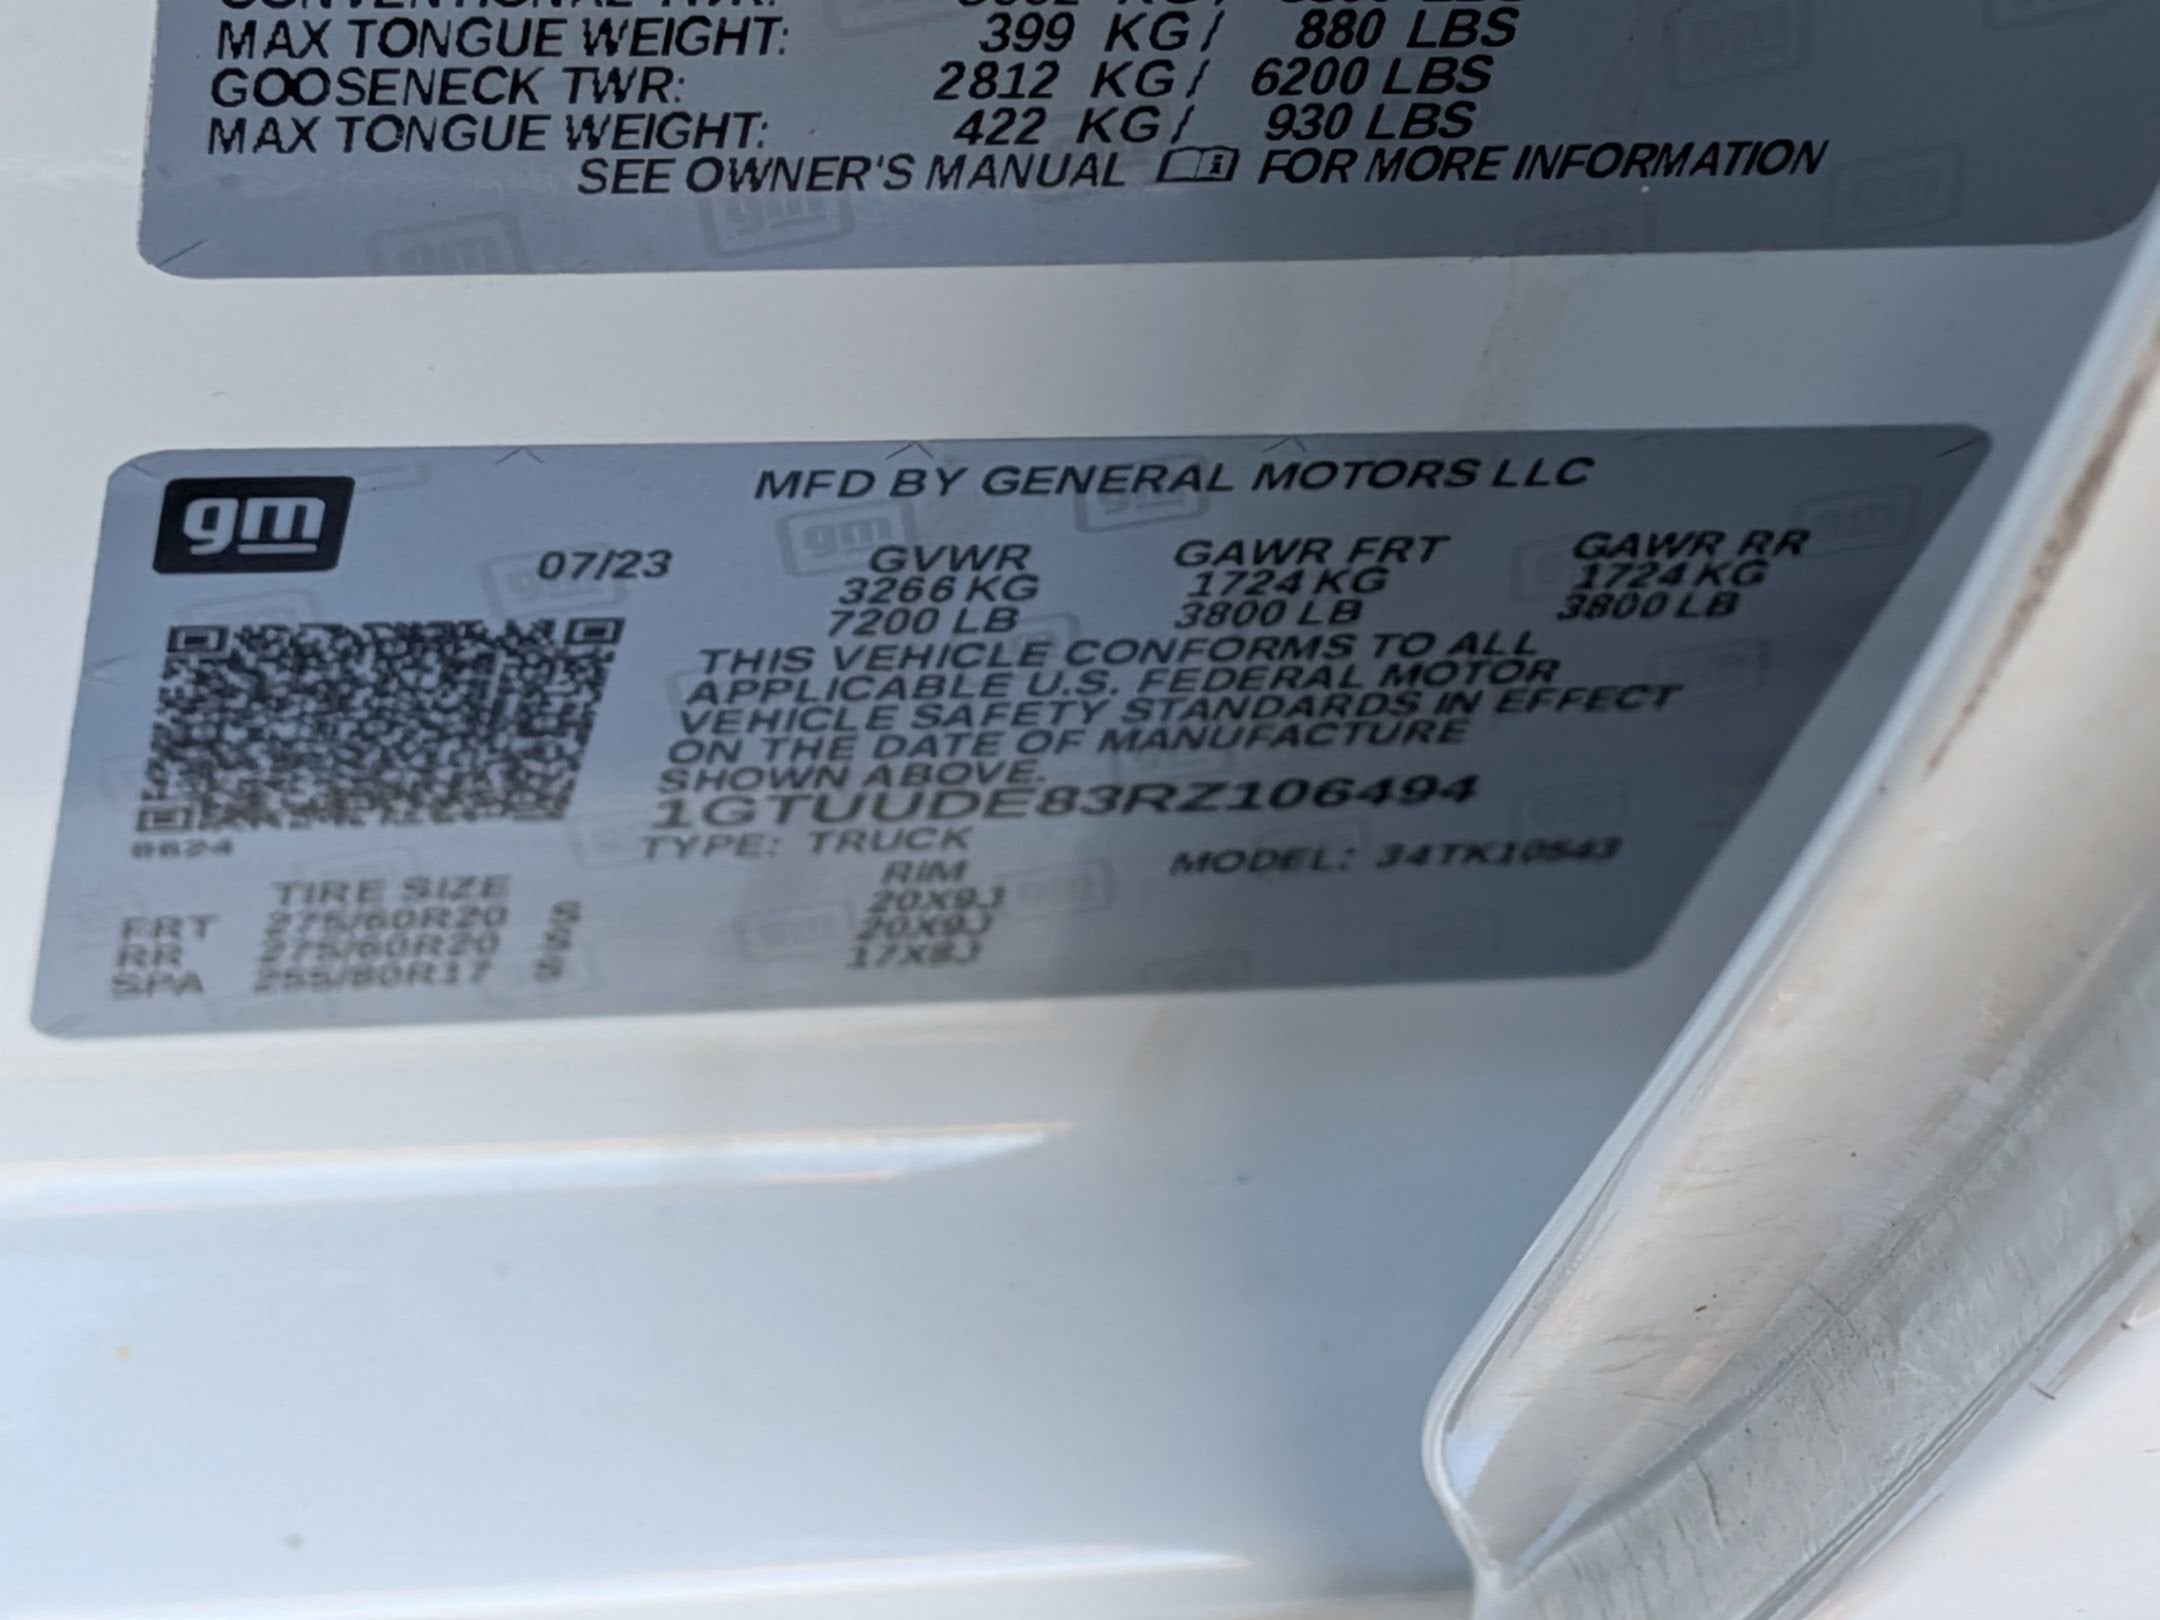 MAX TONGUE WEIGHT: 399 KG / 880 LBS
GOOSENECK TWR: 2812 KG / 6200 LBS
MAX TONGUE WEIGHT: 422 KG / 930 LBS
SEE OWNER'S MANUAL FOR MORE INFORMATION
gm
MFD BY GENERAL MOTORS LLC
07/23 GVWR GAWR FRT GAWR RR
3266 KG 1724 KG 1724 KG
7200 LB 3800 LB 3800 LB
THIS VEHICLE CONFORMS TO ALL
APPLICABLE U.S. FEDERAL MOTOR
VEHICLE SAFETY STANDARDS IN EFFECT
ON THE DATE OF MANUFACTURE
SHOWN ABOVE.
1GTUUDE83RZ106494
TYPE: TRUCK MODEL: 34TK10543
8624
TIRE SIZE RIM
FRT 275/60R20 S 20X9J
RR 275/60R20 S 20X9J
SPA 255/80R17 S 17X8J